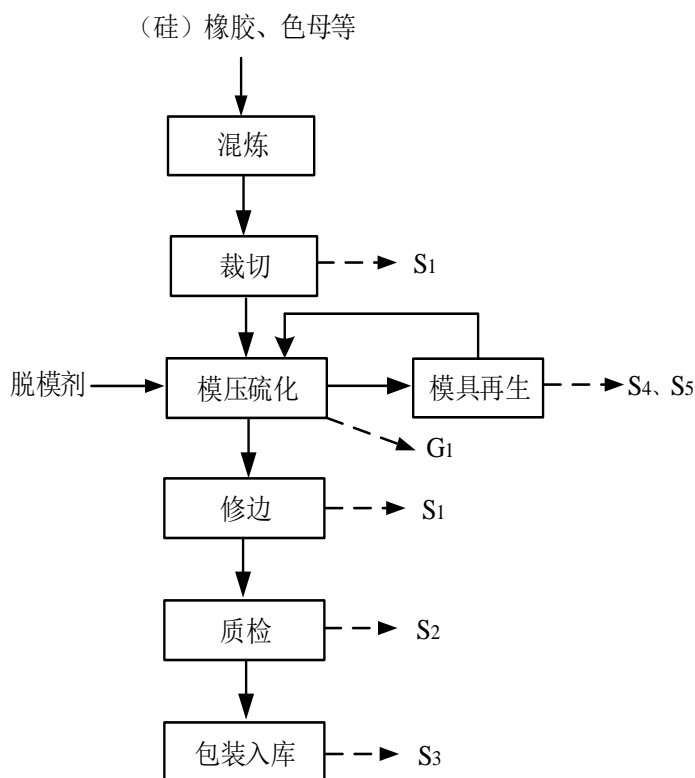 （硅）橡胶、色母等
混炼
裁切
S1
脱模剂
模压硫化
模具再生
S4、S5
G1
修边
S1
质检
S2
包装入库
S3